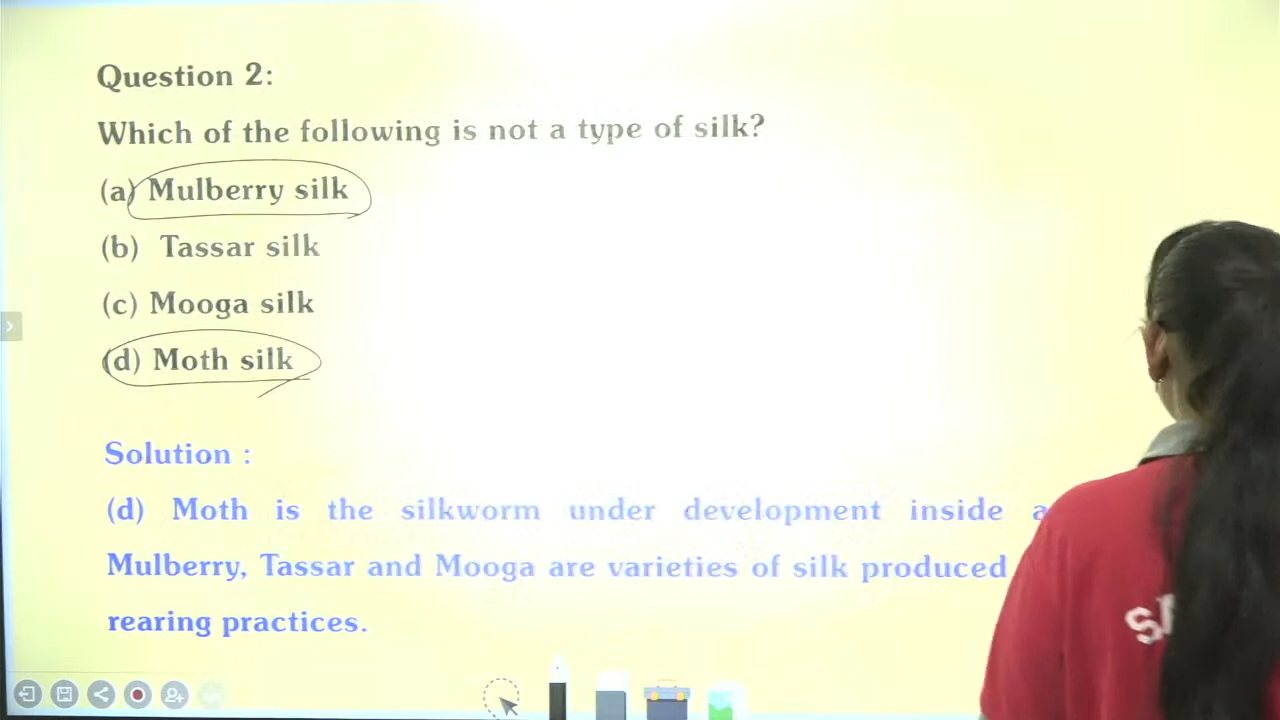 Question 2:
Which of the following is not a type of silk?
(a) Mulberry silk
(b) Tassar silk
(c) Mooga silk
(d) Moth silk
Solution :
(d) Moth is the silkworm under development inside a
Mulberry, Tassar and Mooga are varieties of silk produced
rearing practices.